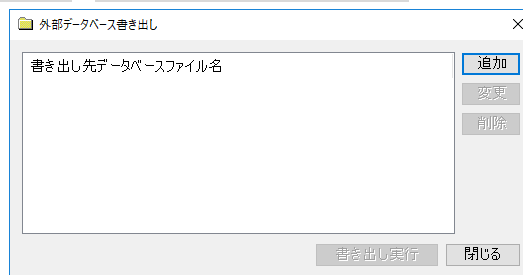 外部データベース書き出し
書き出し先データベースファイル名
追加
変更
削除
書き出し実行
閉じる